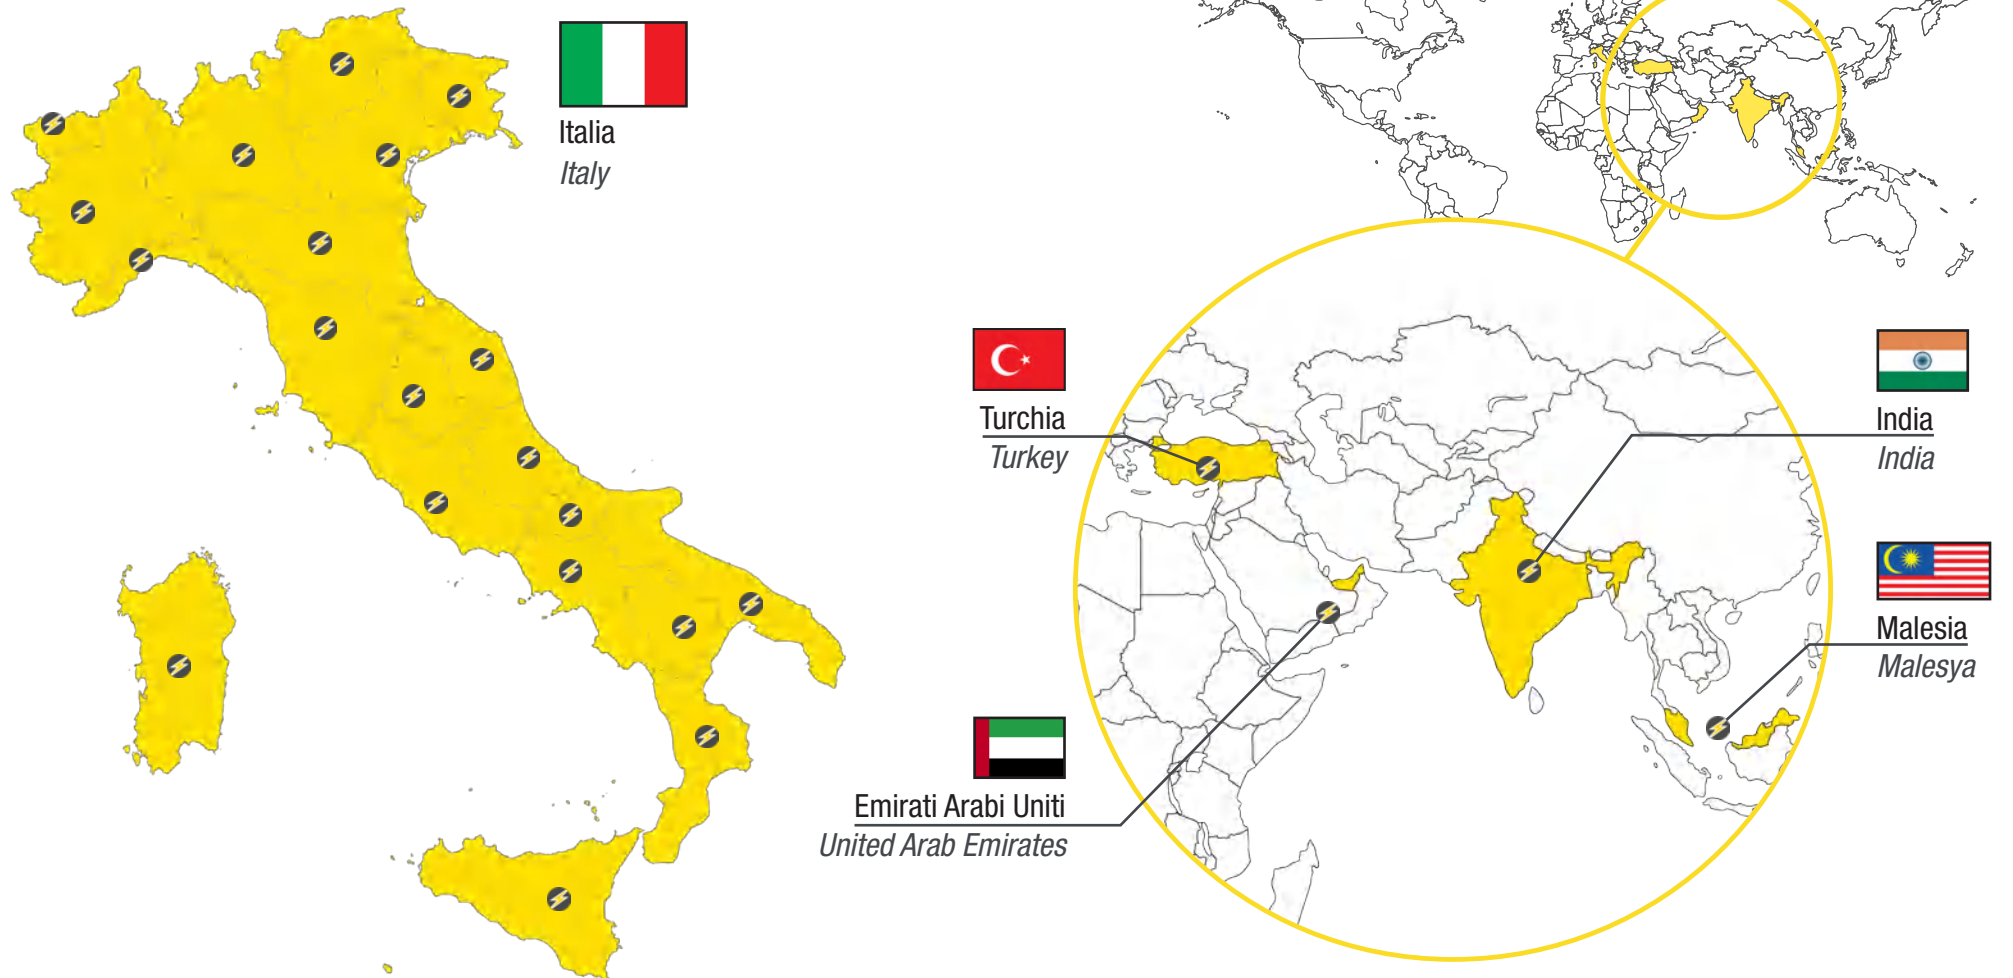 Italia
Italy
Turchia
Turkey
India
India
Malesia
Malesya
Emirati Arabi Uniti
United Arab Emirates